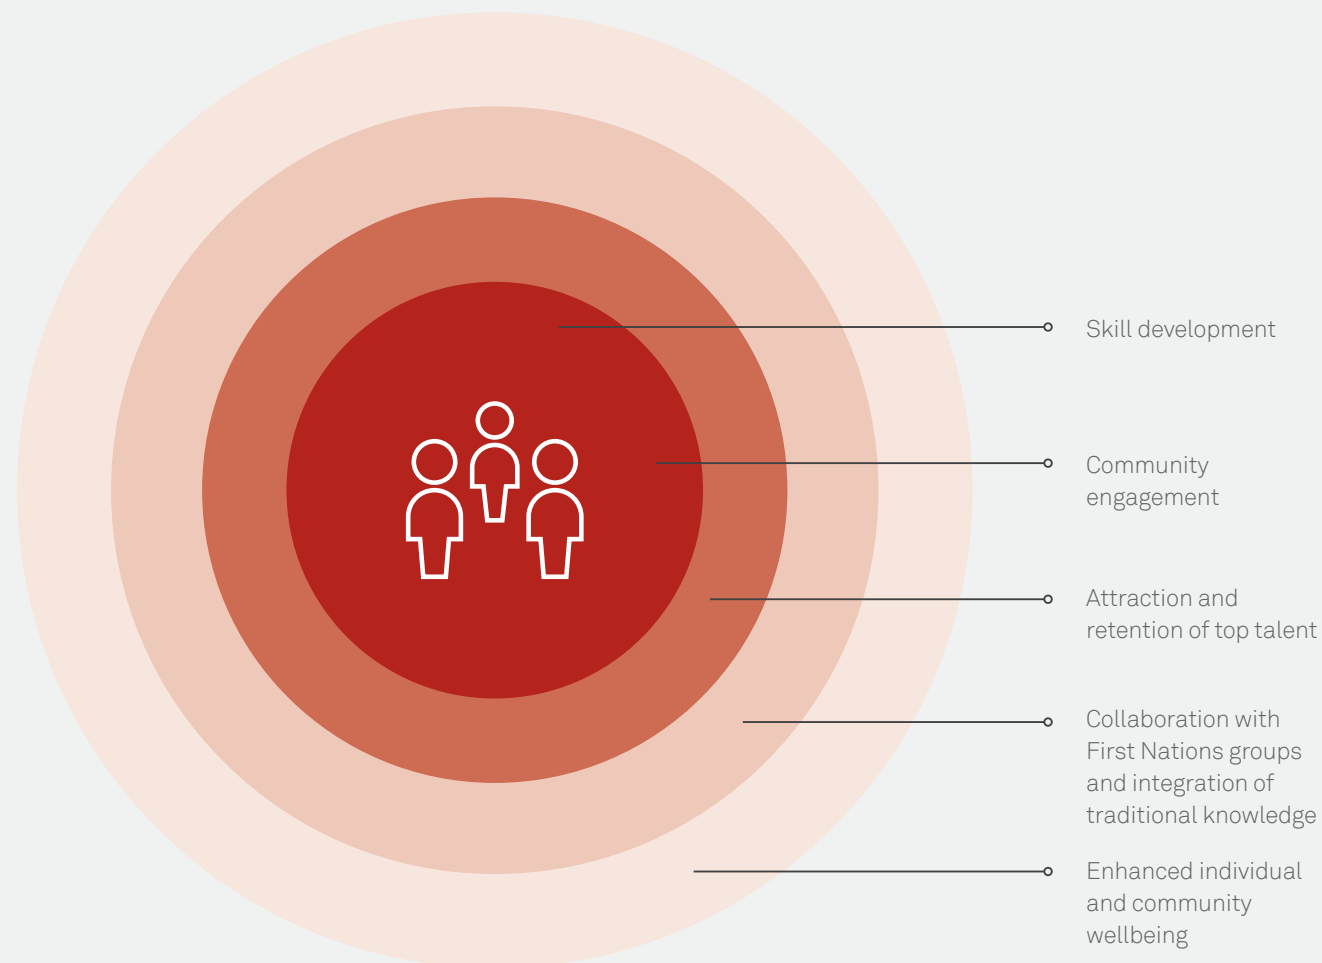 Skill development
Community
engagement
Attraction and
retention of top talent
Collaboration with
First Nations groups
and integration of
traditional knowledge
Enhanced individual
and community
wellbeing